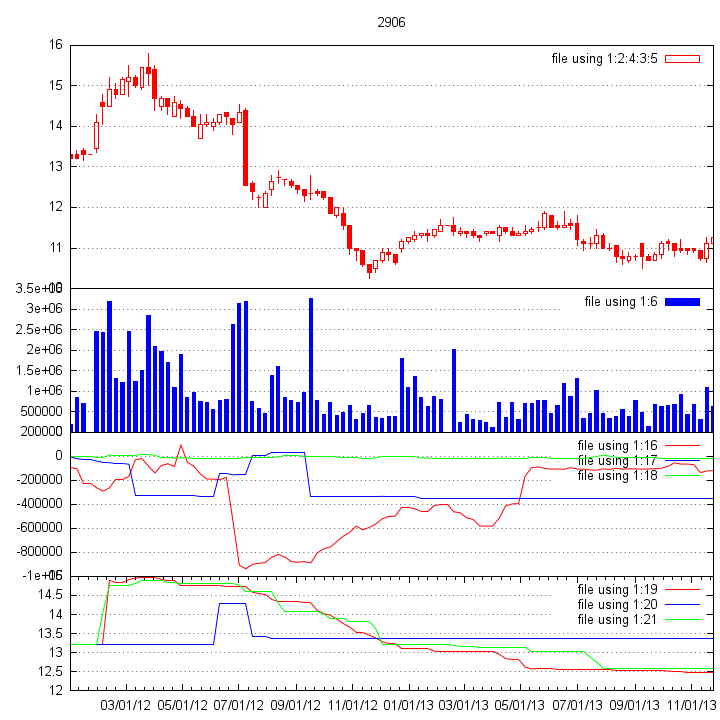 2906
16
file using 1:2:4:3:5
15
14
13
12
11
10
3.5e+06
file using 1:6
3e+06
2.5e+06
2e+06
1.5e+06
1e+06
500000
0
200000
file using 1:16
0
file using 1:17
file using 1:18
-200000
-400000
-600000
-800000
-1e+06
15
file using 1:19
14.5
file using 1:20
14
file using 1:21
13.5
13
12.5
12
03/01/12 05/01/12 07/01/12 09/01/12 11/01/12 01/01/13 03/01/13 05/01/13 07/01/13 09/01/13 11/01/13